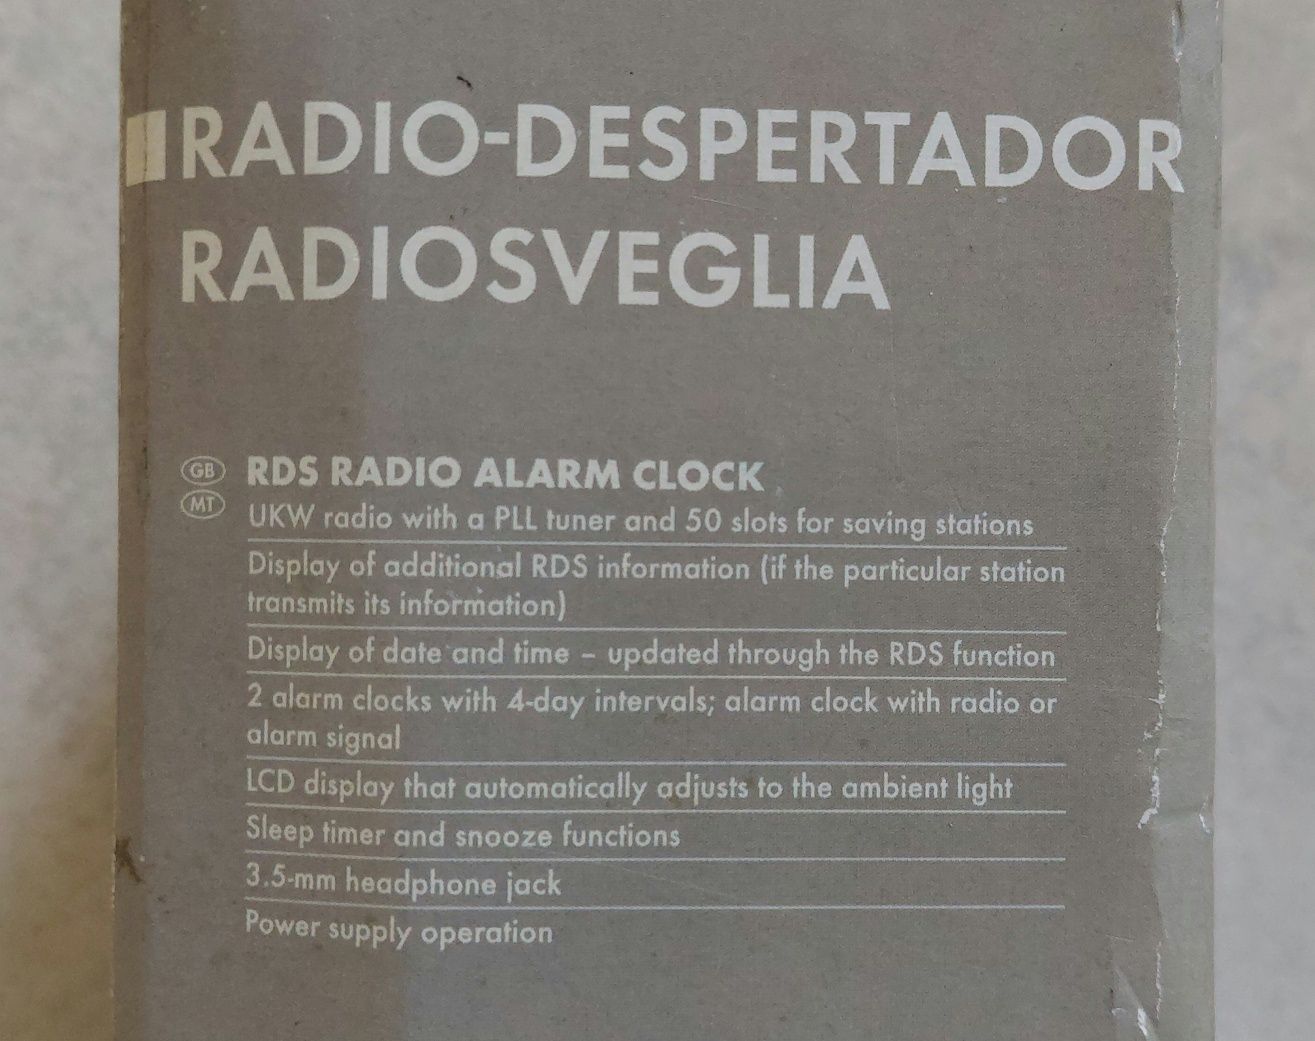 RADIO-DESPERTADOR
RADIOSVEGLIA
GB RDS RADIO ALARM CLOCK
MT UKW radio with a PLL tuner and 50 slots for saving stations
Display of additional RDS information (if the particular station
transmits its information)
Display of date and time – updated through the RDS function
2 alarm clocks with 4-day intervals; alarm clock with radio or
alarm signal
LCD display that automatically adjusts to the ambient light
Sleep timer and snooze functions
3.5-mm headphone jack
Power supply operation